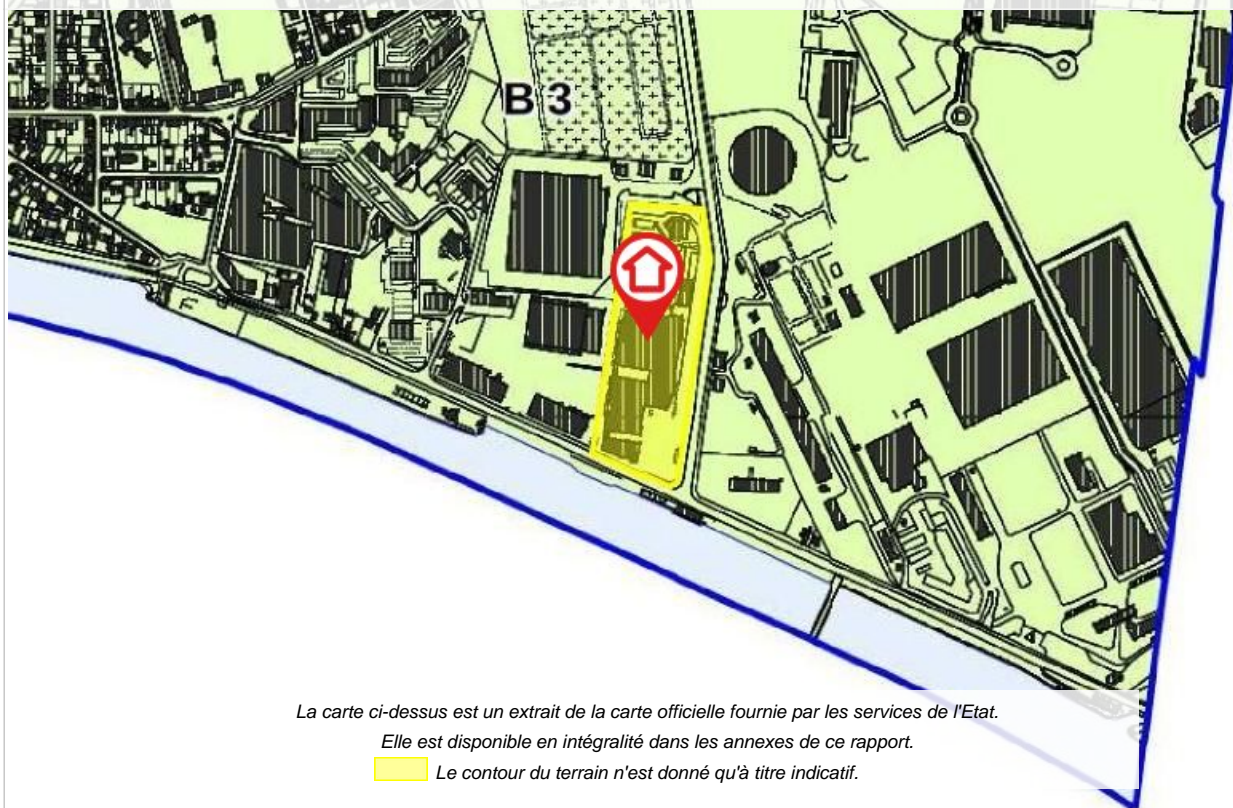 B 3
La carte ci-dessus est un extrait de la carte officielle fournie par les services de l'Etat.
Elle est disponible en intégralité dans les annexes de ce rapport.
Le contour du terrain n'est donné qu'à titre indicatif.